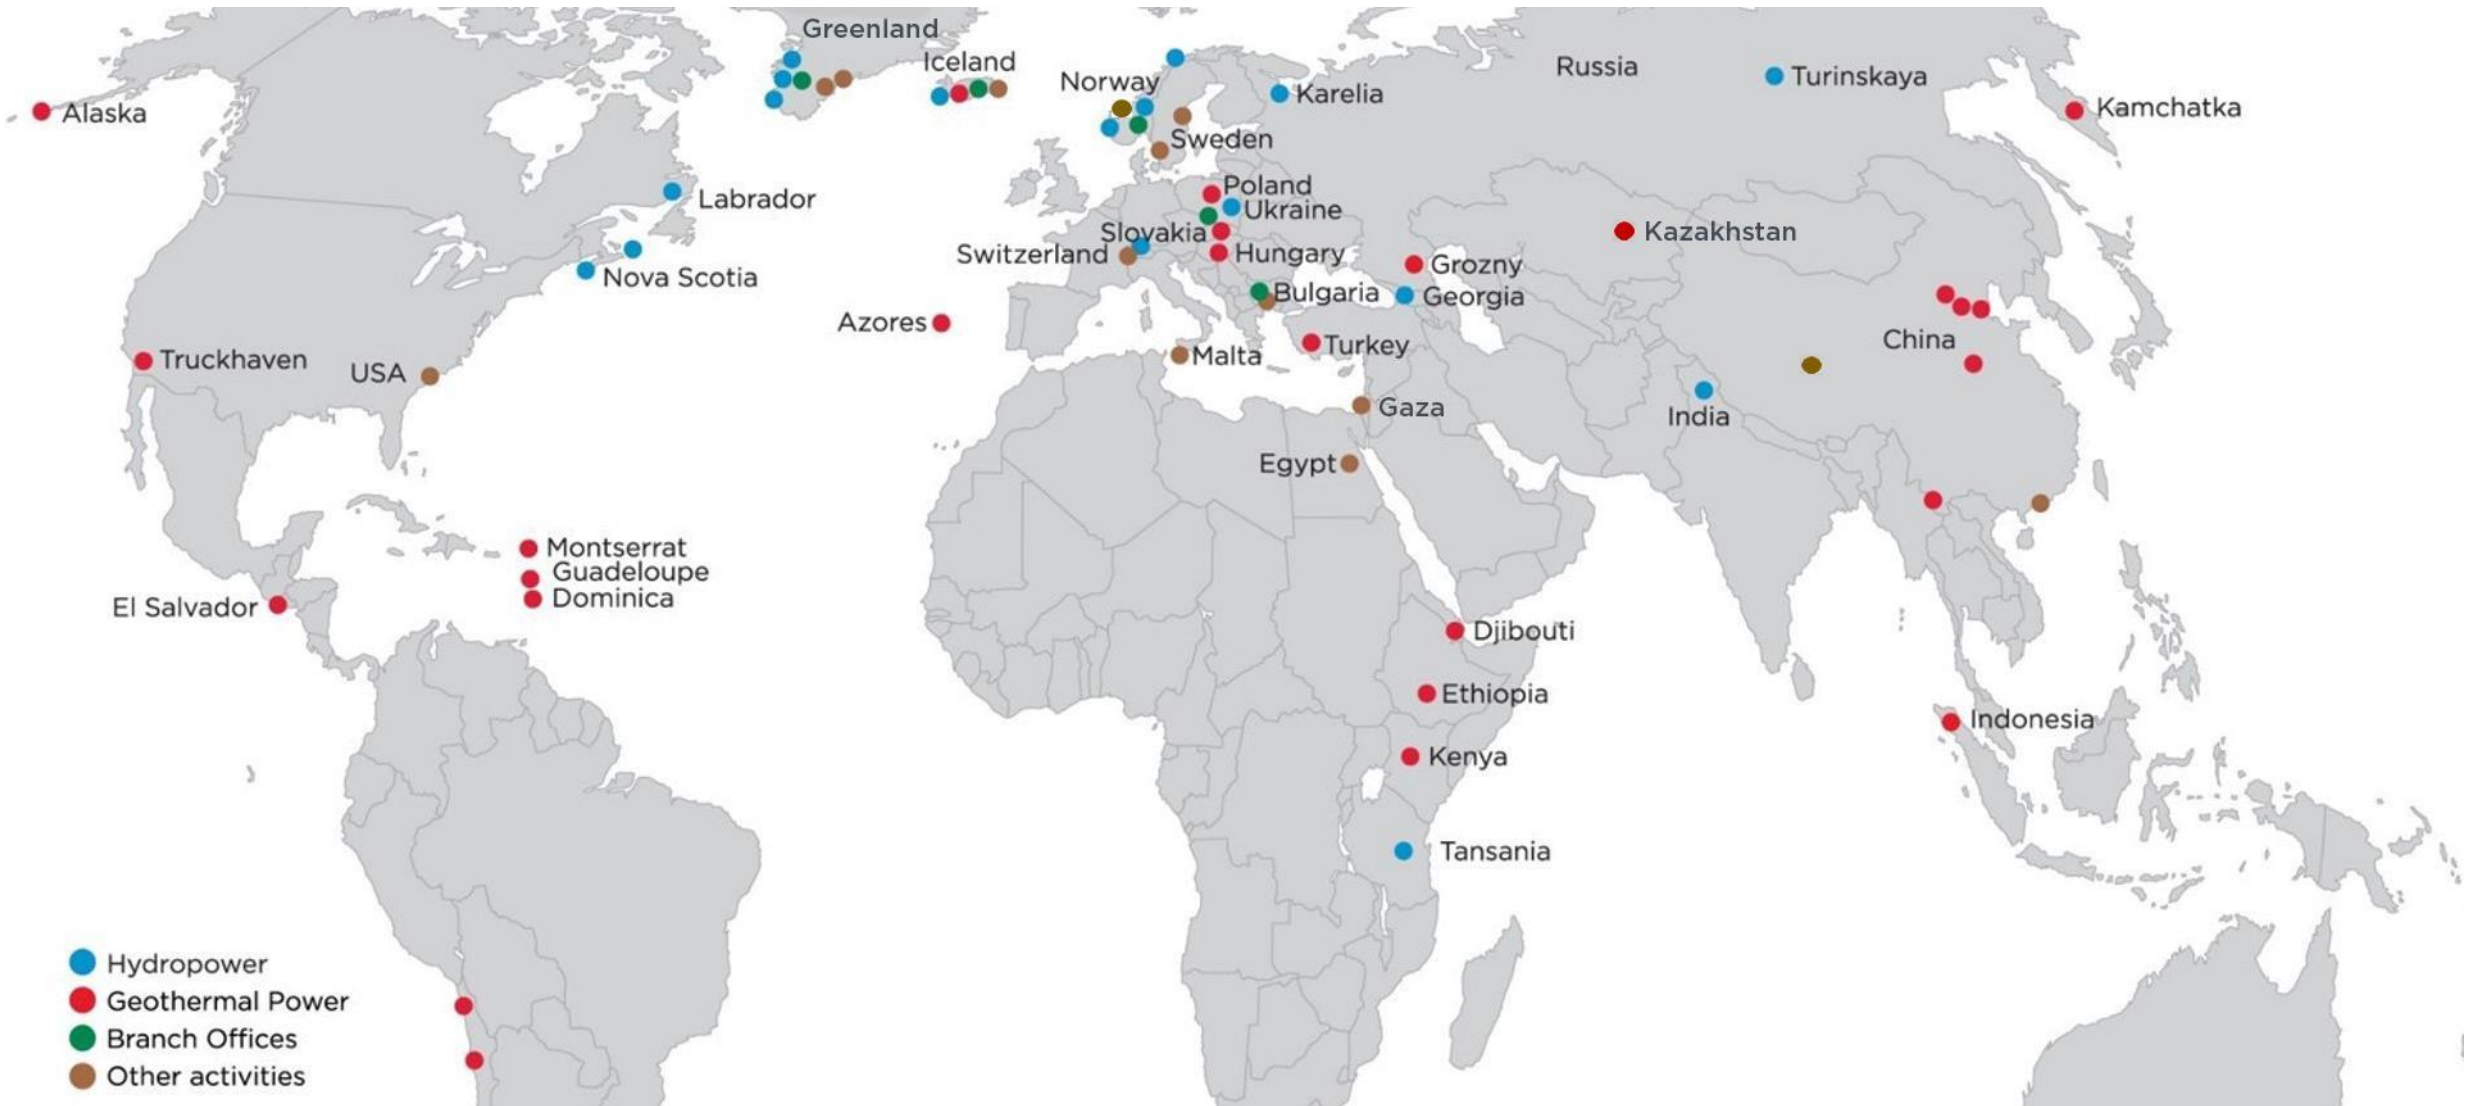 Greenland
Iceland
Norway
Russia
Turinskaya
Karelia
Kamchatka
Alaska
Sweden
Poland
Labrador
Ukraine
Slovakia
Kazakhstan
Switzerland
Hungary
Grozny
Nova Scotia
Bulgaria
Georgia
Azores
China
Turkey
Malta
Truckhaven
USA
Gaza
India
Egypt
Montserrat
Guadeloupe
Dominica
El Salvador
Djibouti
Ethiopia
Indonesia
Kenya
Tansania
Hydropower
Geothermal Power
Branch Offices
Other activities